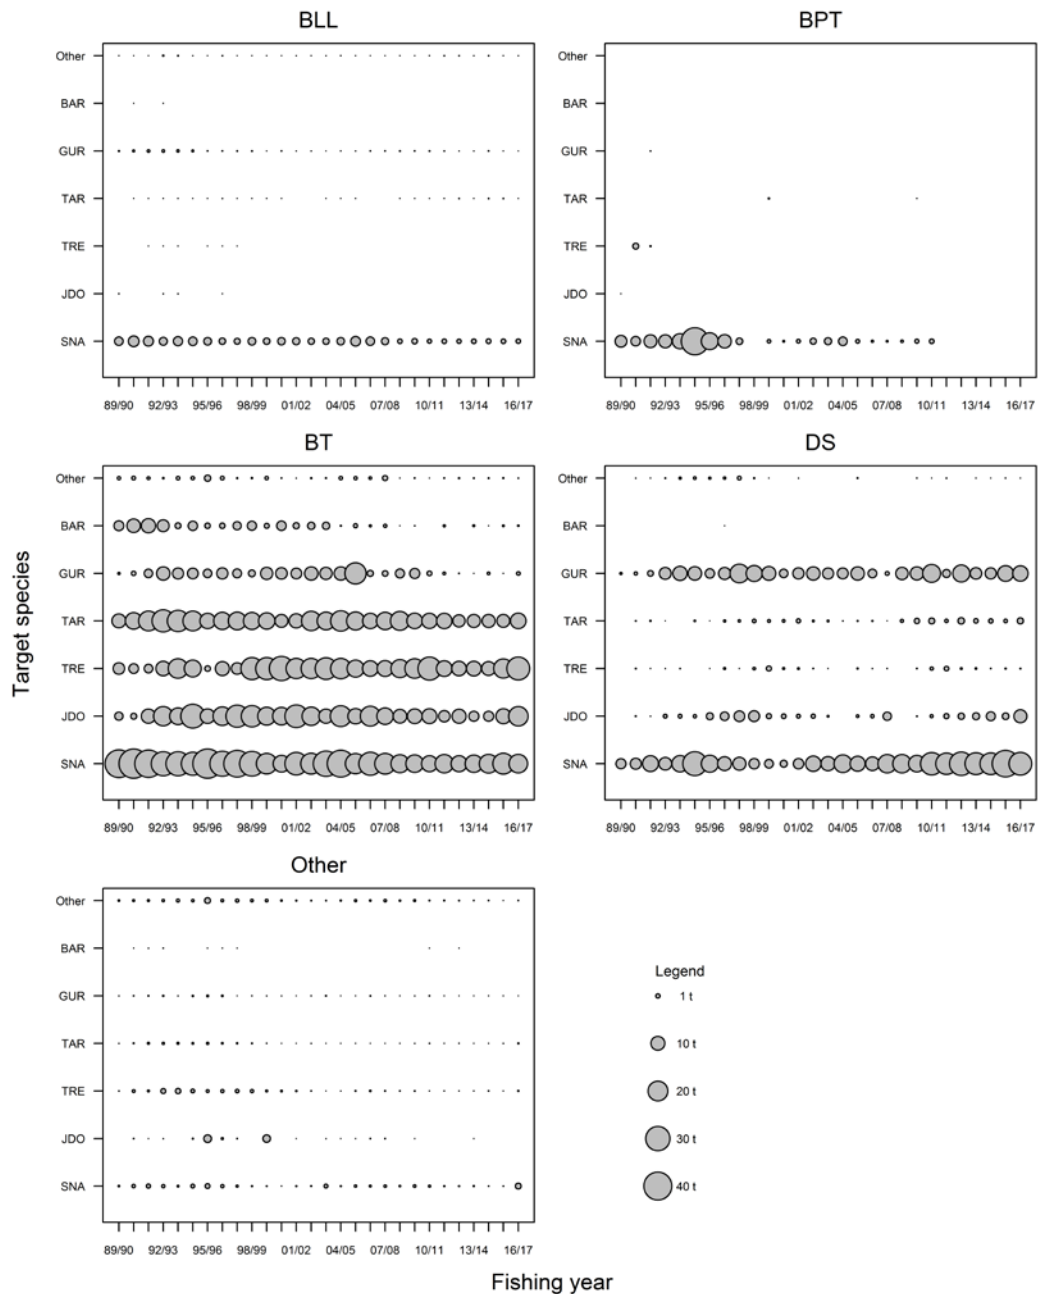 BLL
Other
BAR
GUR
TAR
TRE
JDO
SNA
89/90 92/93 95/96 98/99 01/02 04/05 07/08 10/11 13/14 16/17
BPT
Other
BAR
GUR
TAR
TRE
JDO
SNA
89/90 92/93 95/96 98/99 01/02 04/05 07/08 10/11 13/14 16/17
Target species
BT
Other
BAR
GUR
TAR
TRE
JDO
SNA
89/90 92/93 95/96 98/99 01/02 04/05 07/08 10/11 13/14 16/17
DS
Other
BAR
GUR
TAR
TRE
JDO
SNA
89/90 92/93 95/96 98/99 01/02 04/05 07/08 10/11 13/14 16/17
Other
Other
BAR
GUR
TAR
TRE
JDO
SNA
89/90 92/93 95/96 98/99 01/02 04/05 07/08 10/11 13/14 16/17
Legend
1 t
10 t
20 t
30 t
40 t
Fishing year